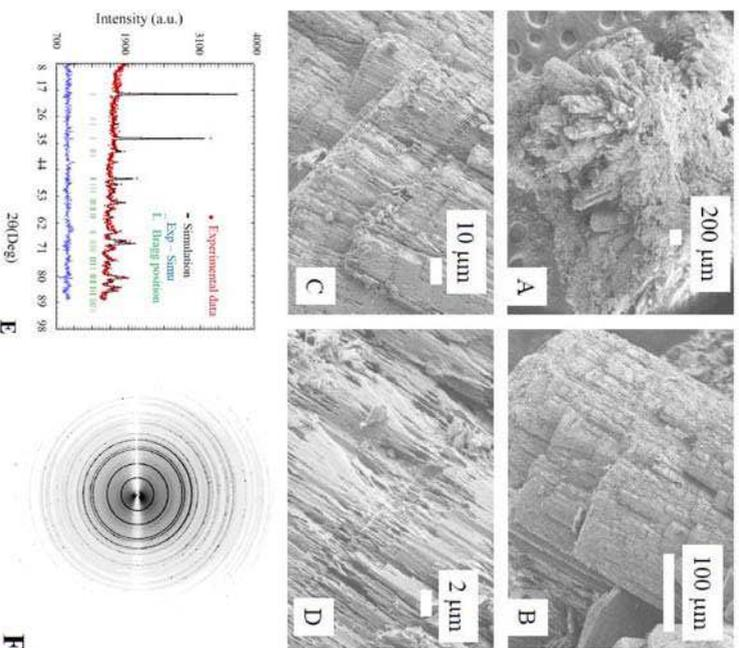 200 µm
A
100 µm
B
10 µm
C
2 µm
D
Intensity (a.u.)
4000
3100
1900
700
Experimental data
Simulation
Exp – Simu
Bragg position
8 17 26 35 44 53 62 71 80 89 98
2θ(Deg)
E
F